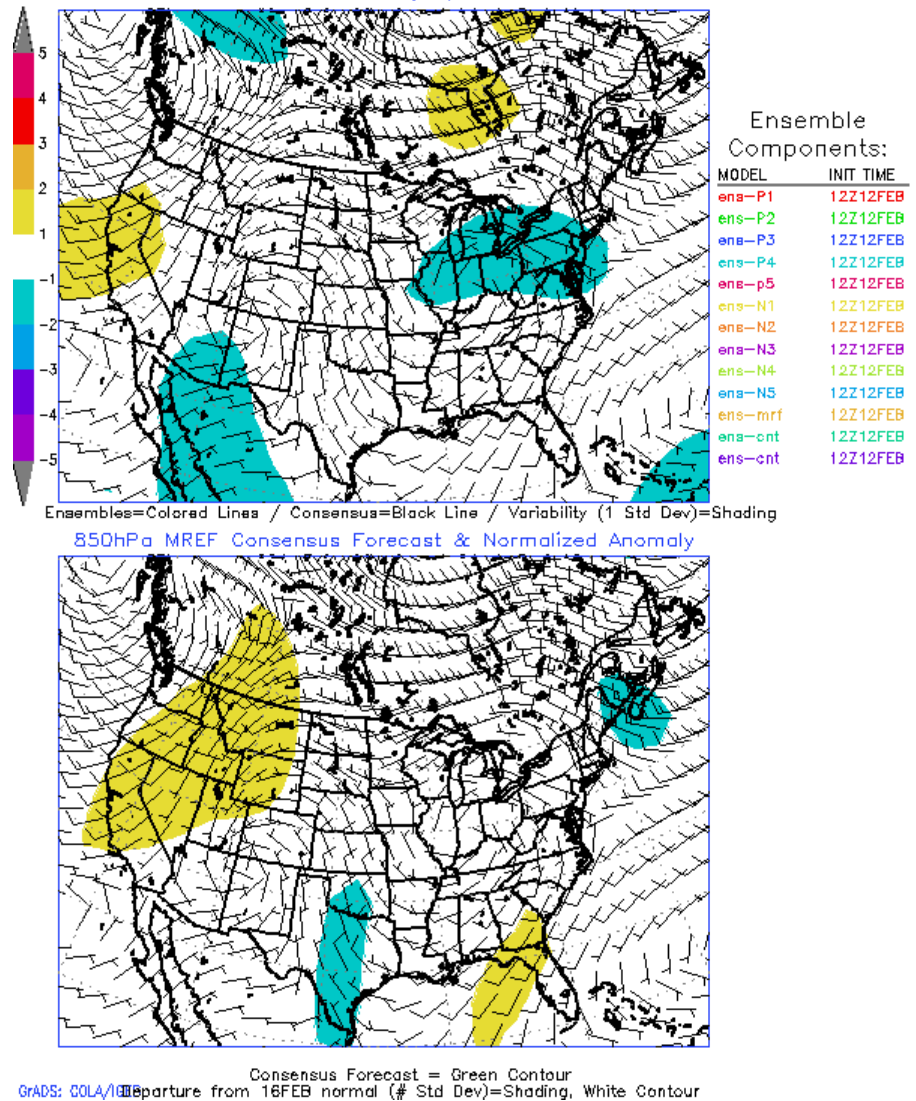 5
4
3
2
1
-1
-2
-3
-4
-5
Ensemble
Components:
MODEL INIT TIME
ens-P1 12Z12FEB
ens-P2 12Z12FEB
ens-P3 12Z12FEB
ens-P4 12Z12FEB
ens-p5 12Z12FEB
ens-N1 12Z12FEB
ens-N2 12Z12FEB
ens-N3 12Z12FEB
ens-N4 12Z12FEB
ens-N5 12Z12FEB
ens-mrf 12Z12FEB
ens-cnt 12Z12FEB
ens-cnt 12Z12FEB
Ensembles=Colored Lines / Consensus=Black Line / Variability (1 Std Dev)=Shading
850hPa MREF Consensus Forecast & Normalized Anomaly
Consensus Forecast = Green Contour
GrADS: COLA/IGES
Departure from 16FEB normal (# Std Dev)=Shading, White Contour